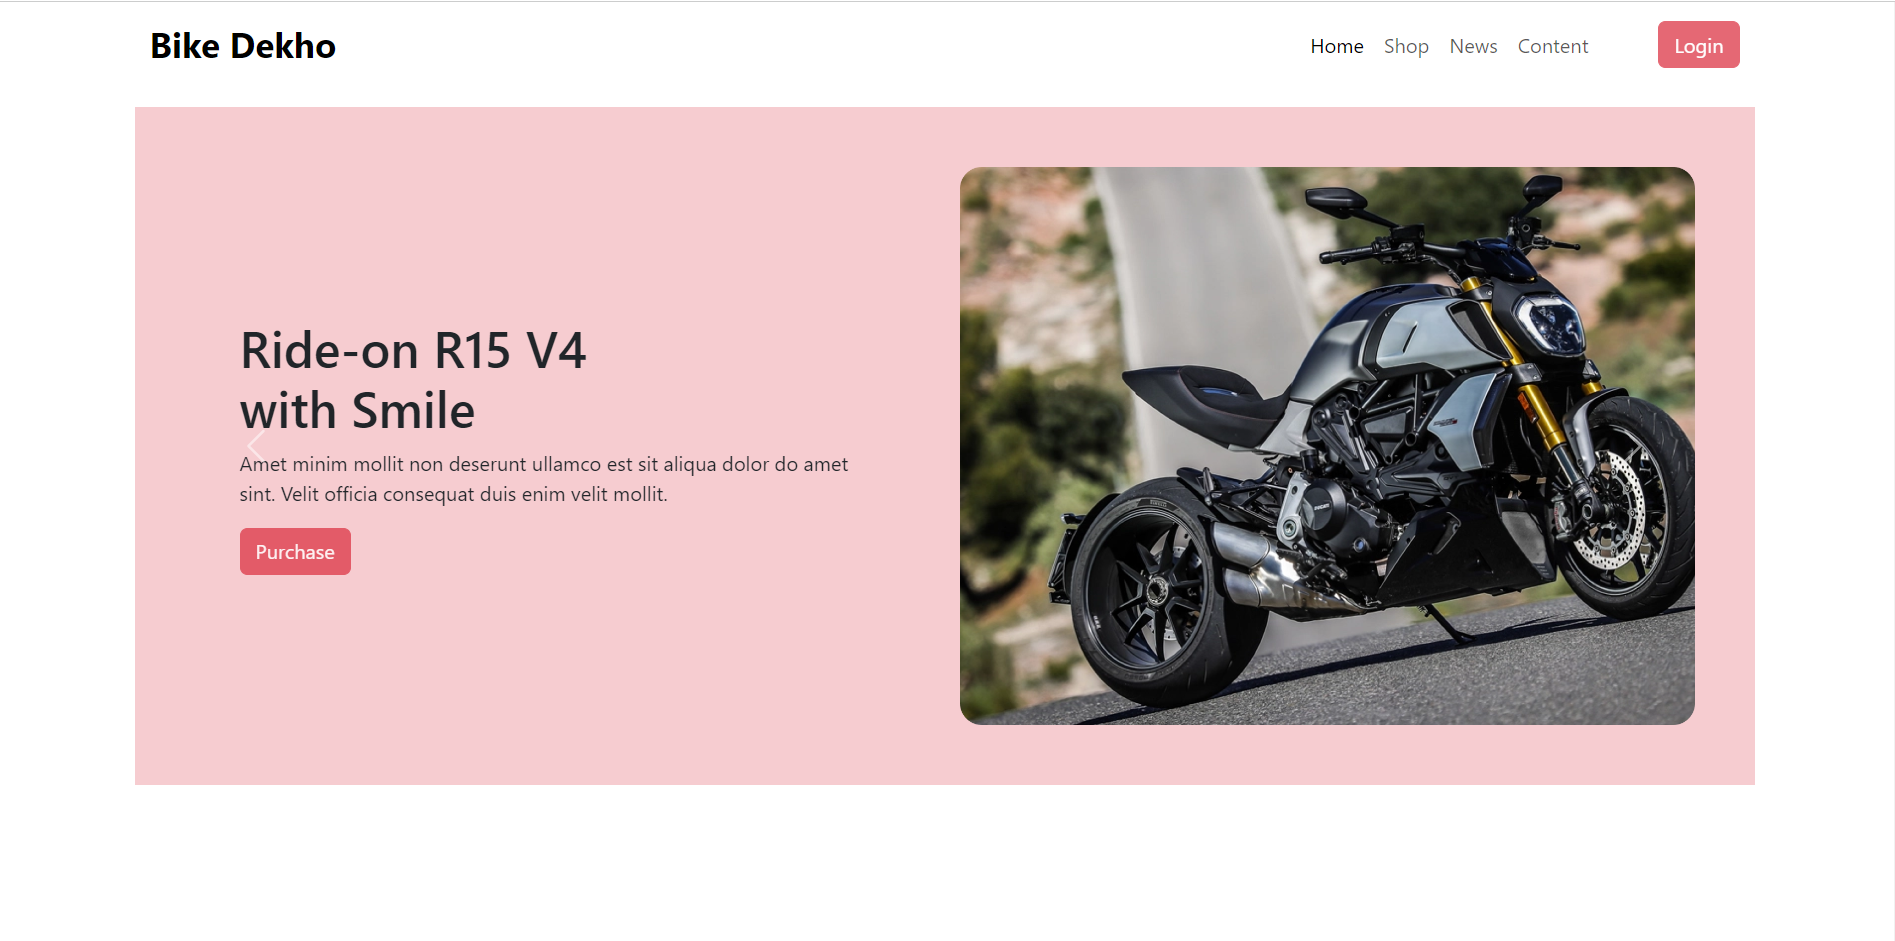 Bike Dekho
Home Shop News Content Login
Ride-on R15 V4
with Smile
Amet minim mollit non deserunt ullamco est sit aliqua dolor do amet
sint. Velit officia consequat duis enim velit mollit.
Purchase